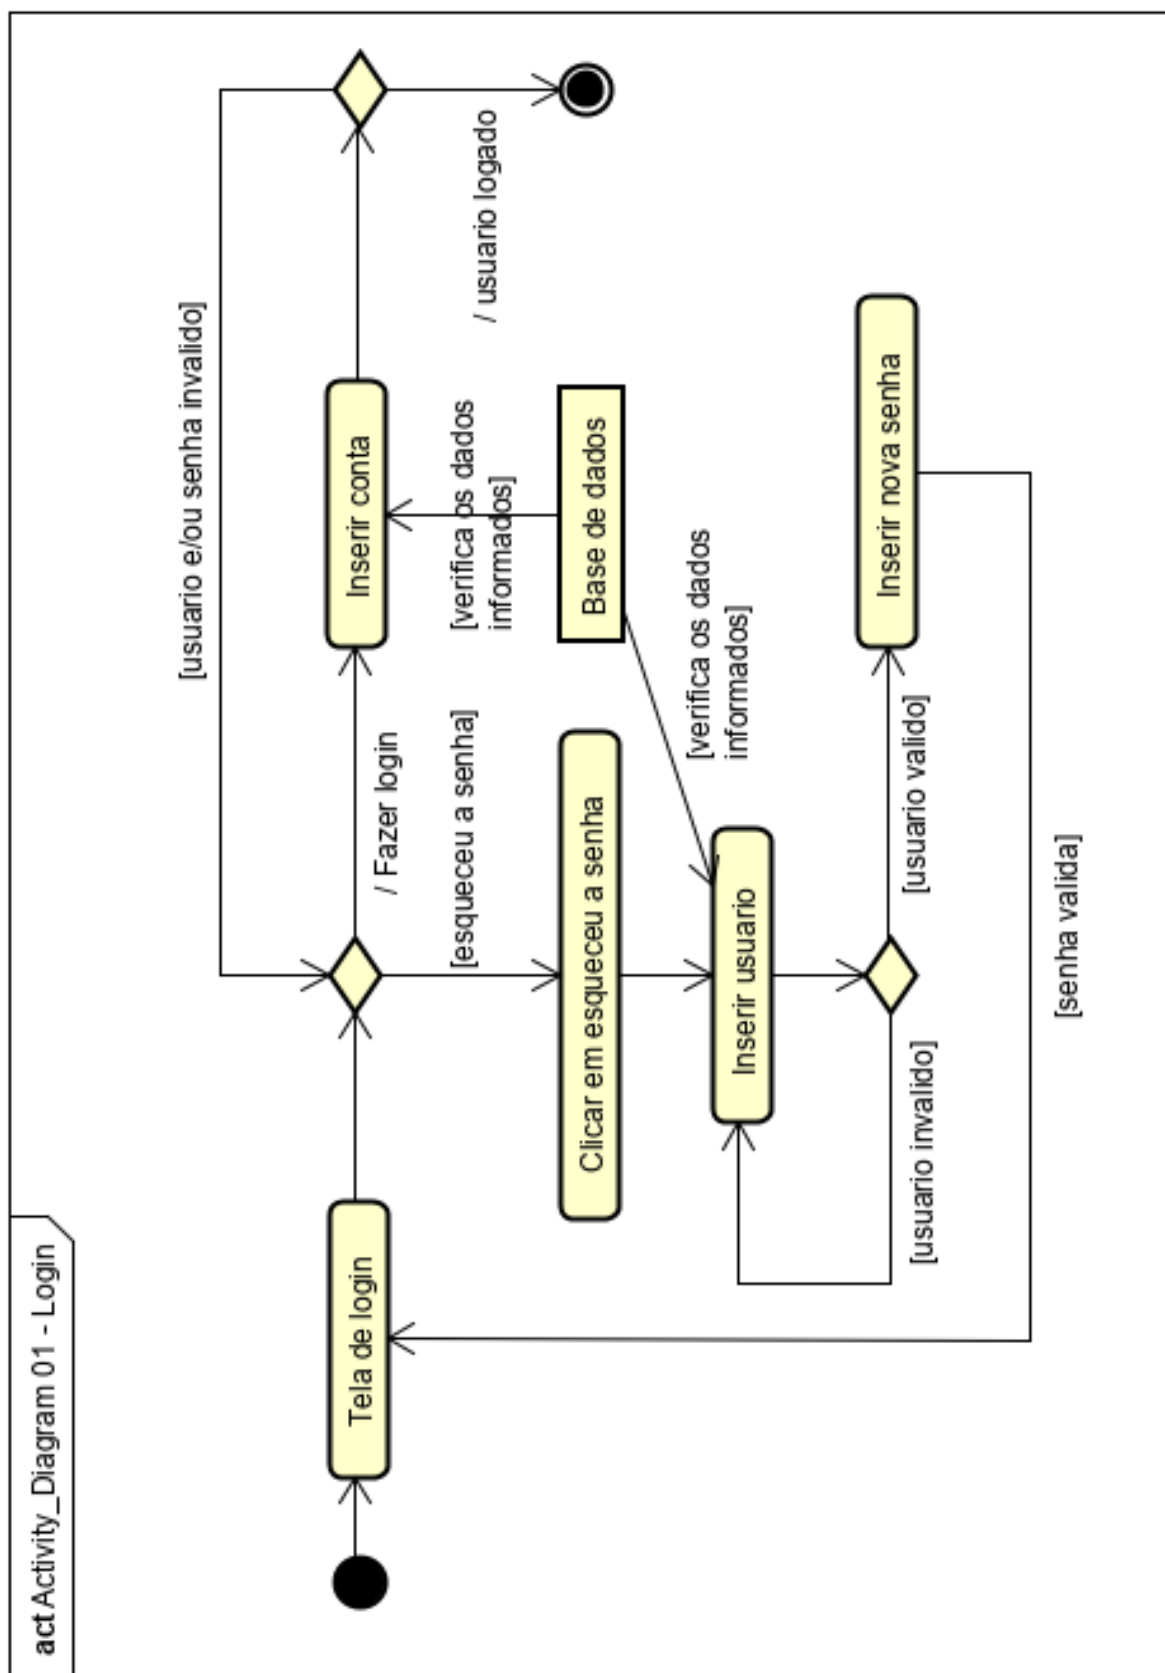 act Activity_Diagram 01 - Login
[usuario e/ou senha invalido]
Tela de login
/ Fazer login
Inserir conta
/ usuario logado
[esqueceu a senha]
[verifica os dados
informados]
Clicar em esqueceu a senha
Base de dados
[verifica os dados
informados]
Inserir usuario
[usuario invalido]
[usuario valido]
Inserir nova senha
[senha valida]